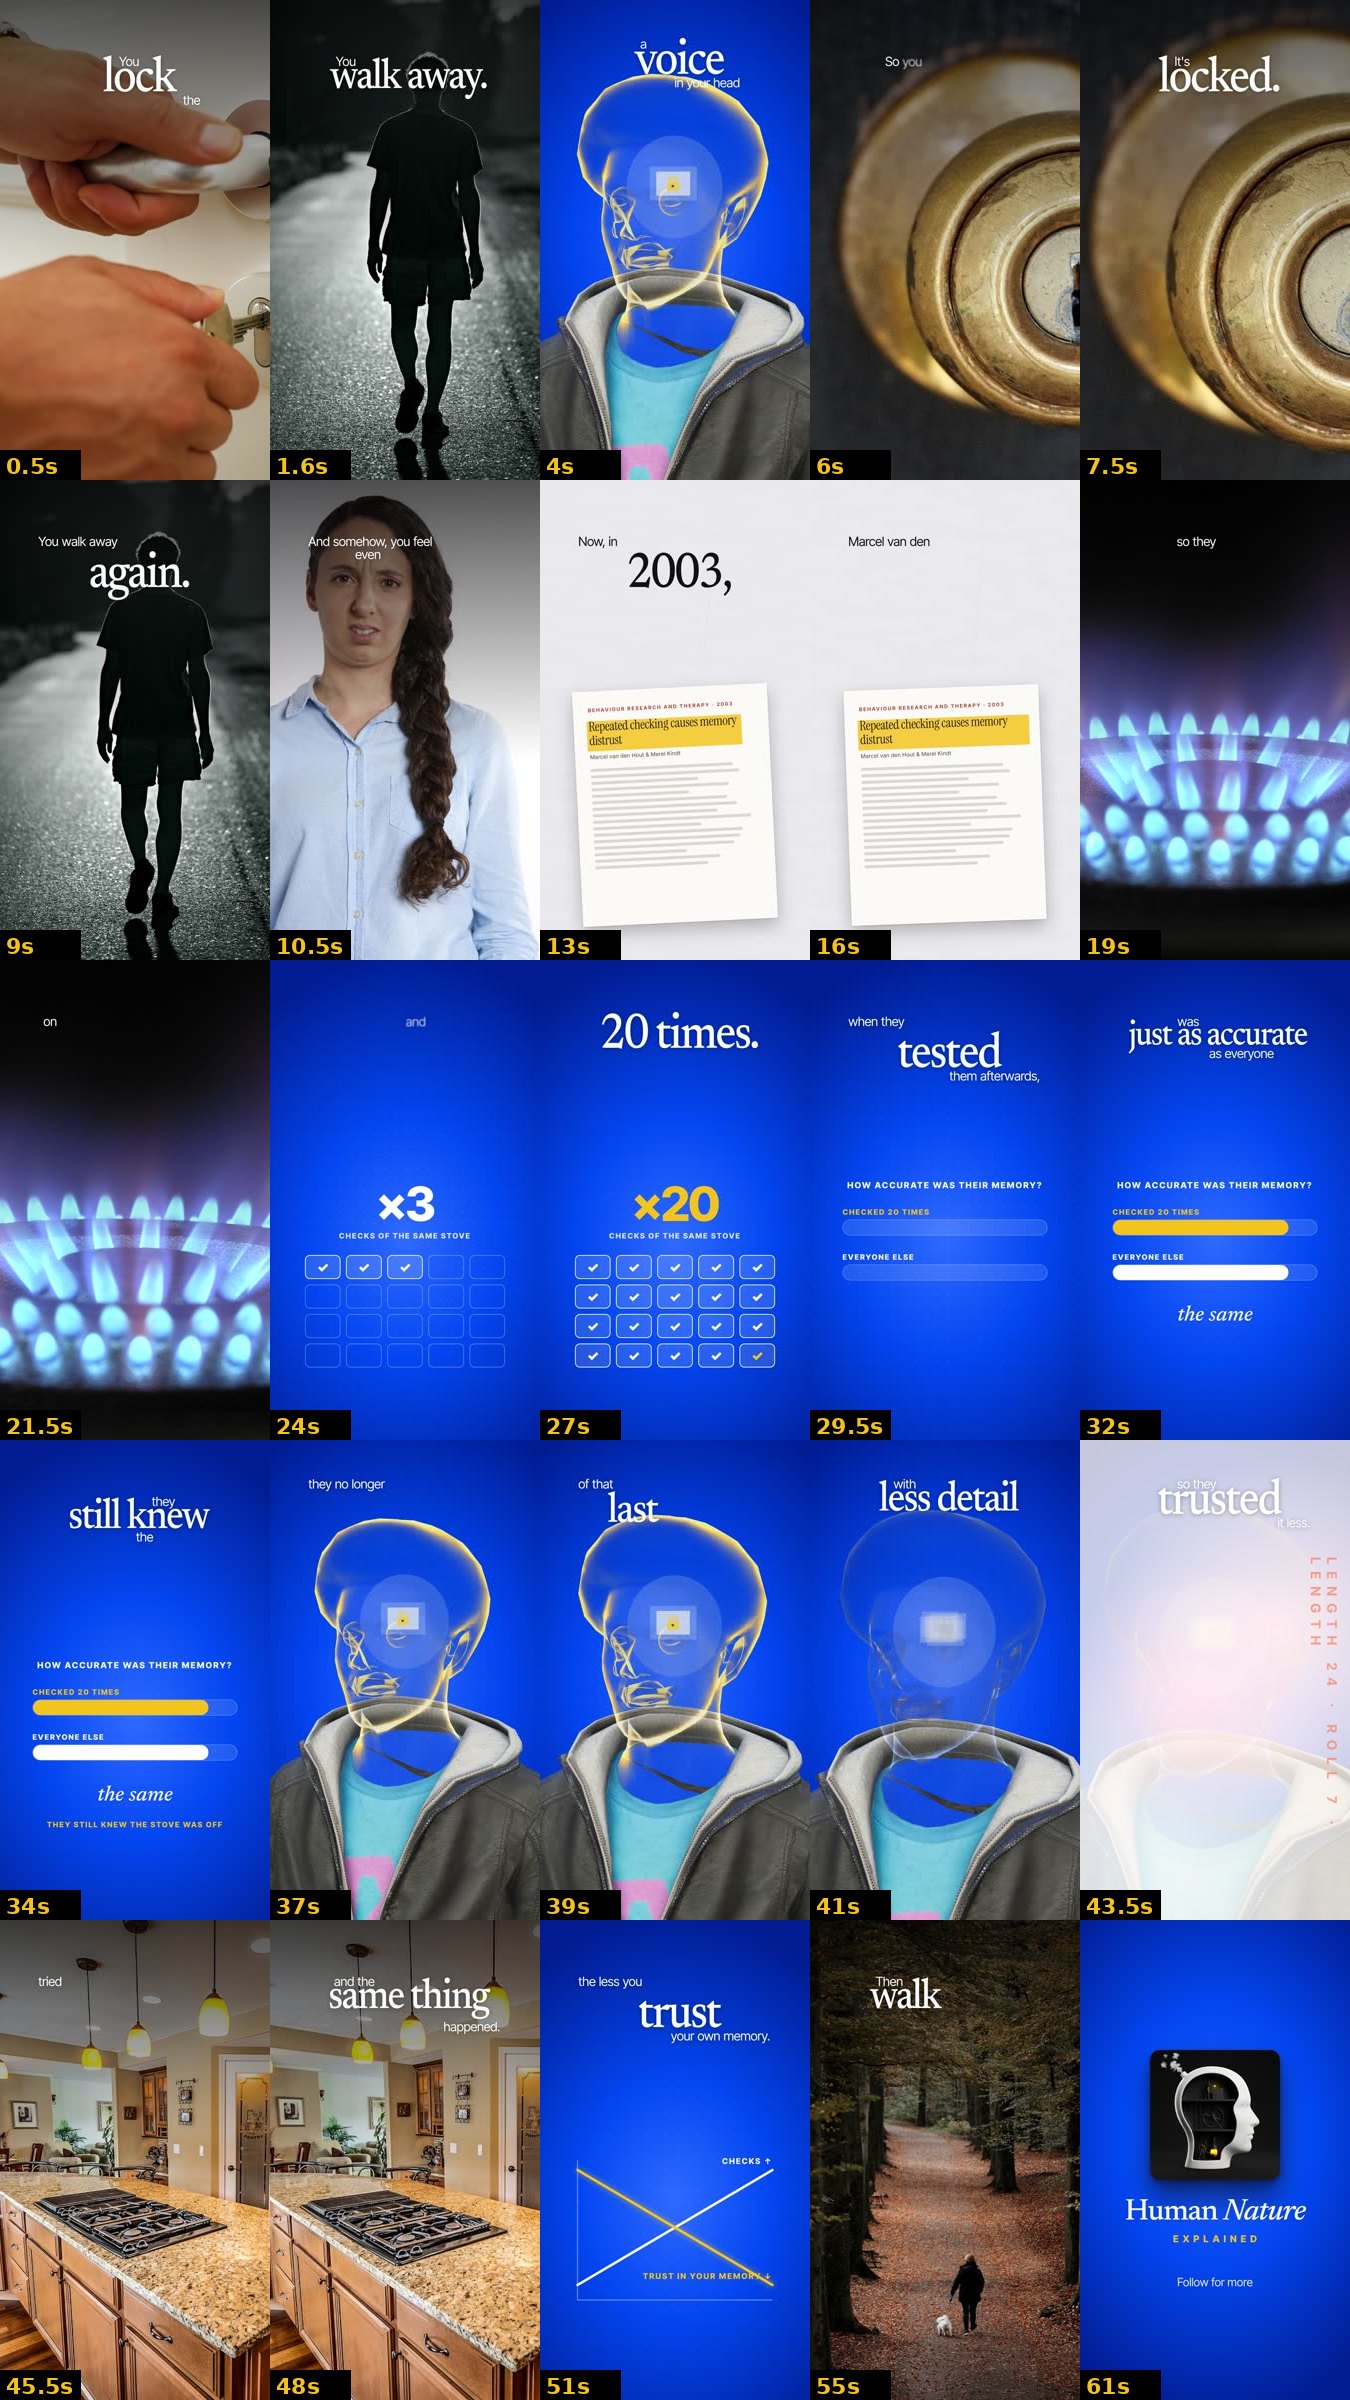 You
lock
the
0.5s
You
walk away.
1.6s
a
voice
in your head
4s
So you
6s
It's
locked.
7.5s
You walk away
again.
9s
And somehow, you feel
even
10.5s
Now, in
2003,
BEHAVIOUR RESEARCH AND THERAPY · 2003
Repeated checking causes memory
distrust
Marcel van den Hout & Merel Kindt
13s
Marcel van den
BEHAVIOUR RESEARCH AND THERAPY · 2003
Repeated checking causes memory
distrust
Marcel van den Hout & Merel Kindt
16s
so they
19s
on
21.5s
and
×3
CHECKS OF THE SAME STOVE
24s
20 times.
×20
CHECKS OF THE SAME STOVE
27s
when they
tested
them afterwards,
HOW ACCURATE WAS THEIR MEMORY?
CHECKED 20 TIMES
EVERYONE ELSE
29.5s
was
just as accurate
as everyone
HOW ACCURATE WAS THEIR MEMORY?
CHECKED 20 TIMES
EVERYONE ELSE
the same
32s
they
still knew
the
HOW ACCURATE WAS THEIR MEMORY?
CHECKED 20 TIMES
EVERYONE ELSE
the same
THEY STILL KNEW THE STOVE WAS OFF
34s
they no longer
37s
of that
last
39s
with
less detail
41s
so they
trusted
it less.
LENGTH 24 · ROLL 7 ·
LENGTH
43.5s
tried
PANTRY
45.5s
and the
same thing
happened.
48s
the less you
trust
your own memory.
CHECKS ↑
TRUST IN YOUR MEMORY ↓
51s
Then
walk
55s
Human Nature
EXPLAINED
Follow for more
61s